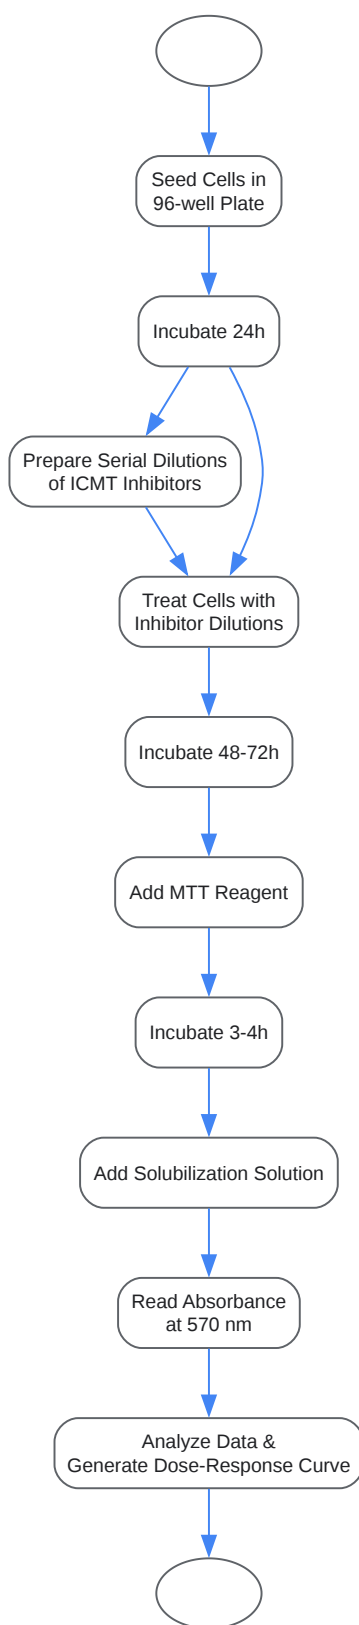 Seed Cells in
96-well Plate
Incubate 24h
Prepare Serial Dilutions
of ICMT Inhibitors
Treat Cells with
Inhibitor Dilutions
Incubate 48-72h
Add MTT Reagent
Incubate 3-4h
Add Solubilization Solution
Read Absorbance
at 570 nm
Analyze Data &
Generate Dose-Response Curve